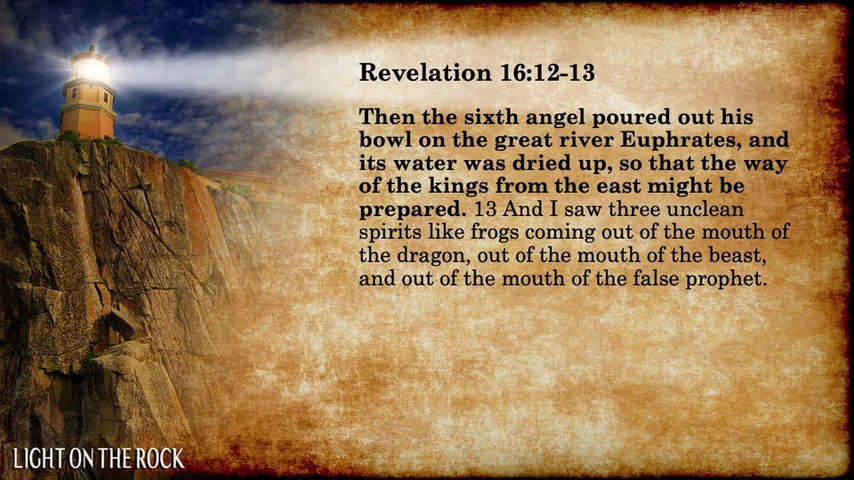 Revelation 16:12-13
Then the sixth angel poured out his
bowl on the great river Euphrates, and
its water was dried up, so that the way
of the kings from the east might be
prepared. 13 And I saw three unclean
spirits like frogs coming out of the mouth of
the dragon, out of the mouth of the beast,
and out of the mouth of the false prophet.
LIGHT ON THE ROCK